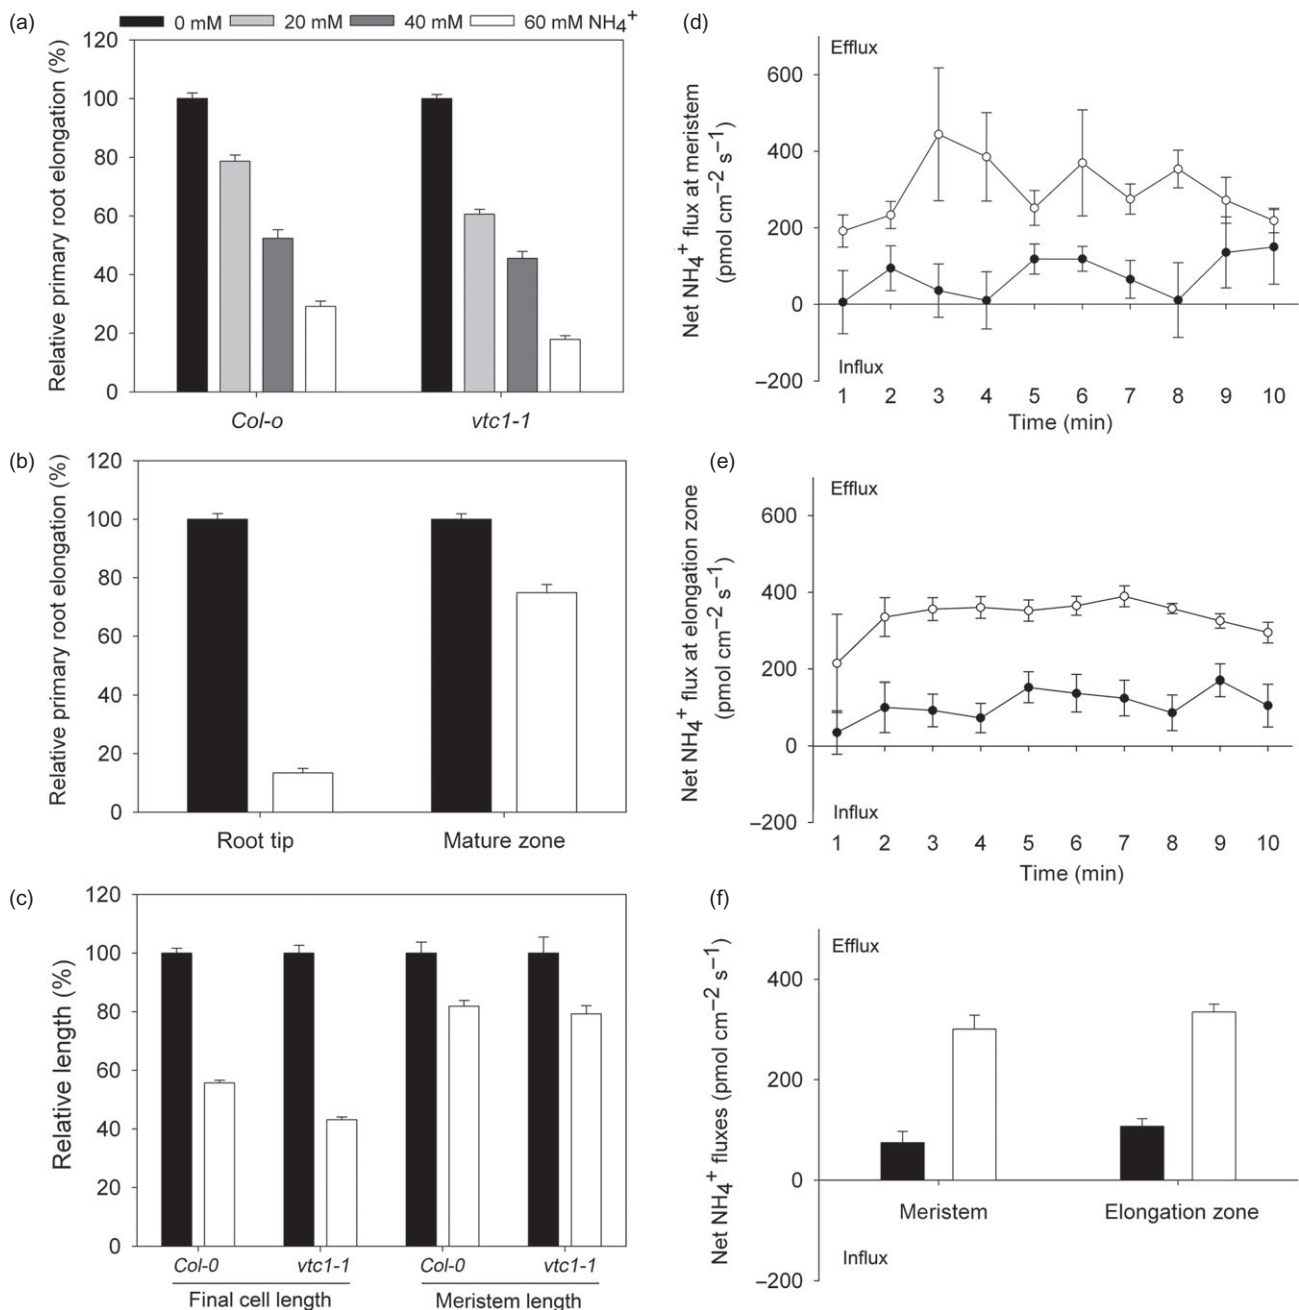 (a)
0 mM 20 mM 40 mM 60 mM NH4+
Relative primary root elongation (%)
120
100
80
60
40
20
0
Col-o vtc1-1
(b)
Relative primary root elongation (%)
120
100
80
60
40
20
0
Root tip Mature zone
(c)
Relative length (%)
120
100
80
60
40
20
0
Col-0 vtc1-1 Col-0 vtc1-1
Final cell length Meristem length
(d)
Net NH4+ flux at meristem
(pmol cm−2 s−1)
Efflux
600
400
200
0
Influx
−200
1 2 3 4 5 6 7 8 9 10
Time (min)
(e)
Net NH4+ flux at elongation zone
(pmol cm−2 s−1)
Efflux
600
400
200
0
Influx
−200
1 2 3 4 5 6 7 8 9 10
Time (min)
(f)
Net NH4+ fluxes (pmol cm−2 s−1)
Efflux
400
200
0
Meristem Elongation zone
Influx
−200